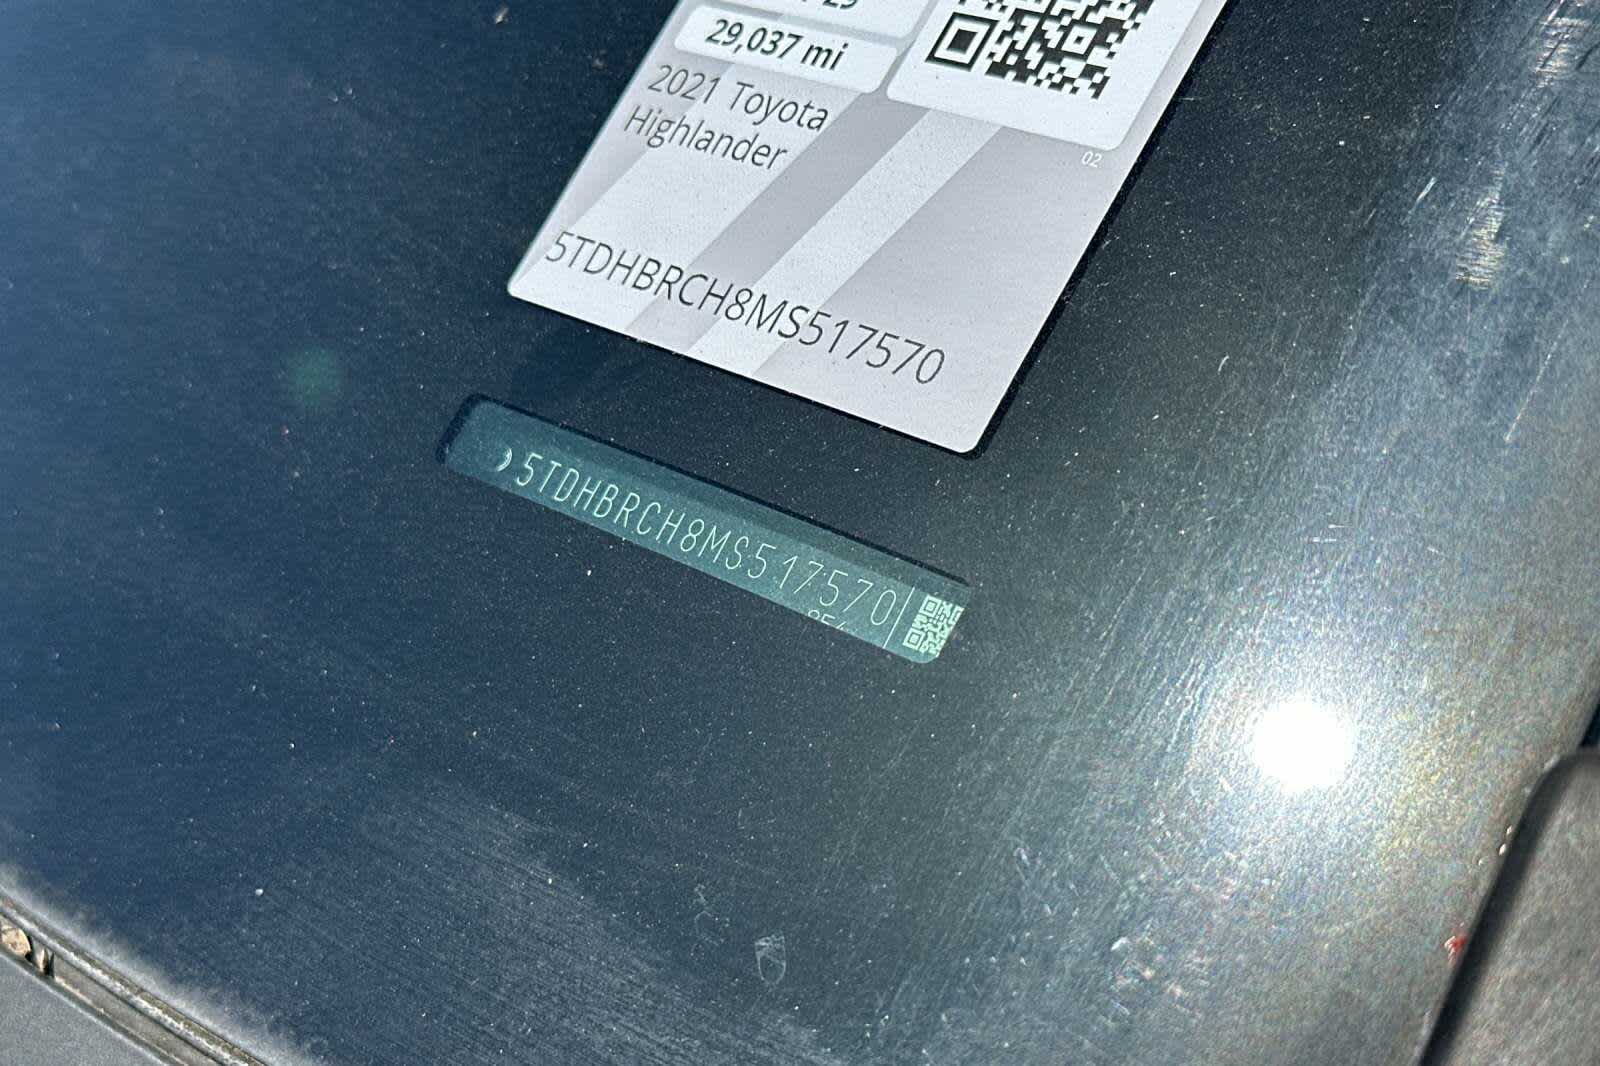 29,037 mi
2021 Toyota
Highlander
02
5TDHBRCH8MS517570
5TDHBRCH8MS517570